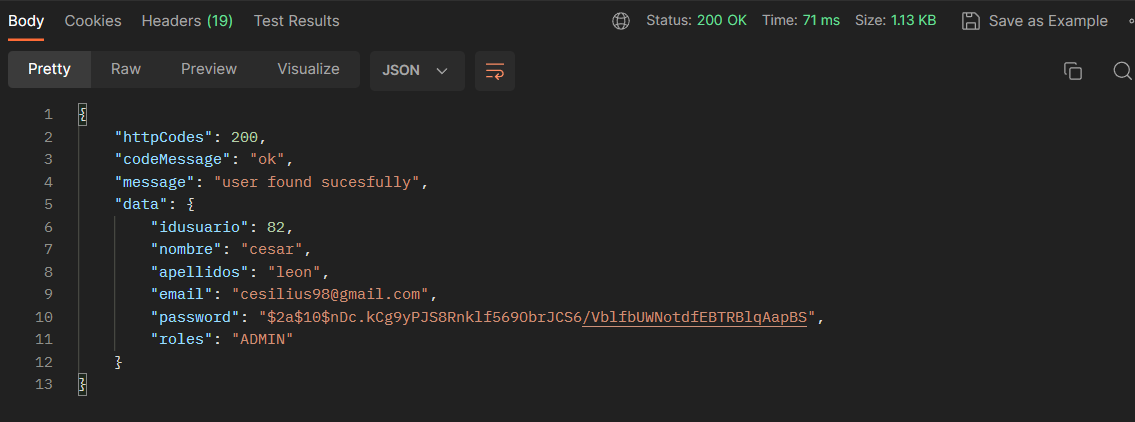 Body Cookies Headers (19) Test Results Status: 200 OK Time: 71 ms Size: 1.13 KB Save as Example
Pretty Raw Preview Visualize JSON
1 {
2 "httpCodes": 200,
3 "codeMessage": "ok",
4 "message": "user found sucesfully",
5 "data": {
6 "idusuario": 82,
7 "nombre": "cesar",
8 "apellidos": "leon",
9 "email": "cesilius98@gmail.com",
10 "password": "$2a$10$nDc.kCg9yPJS8Rnklf569ObrJCS6/VblfbUWNotdfEBTRBlqAapBS",
11 "roles": "ADMIN"
12 }
13 }